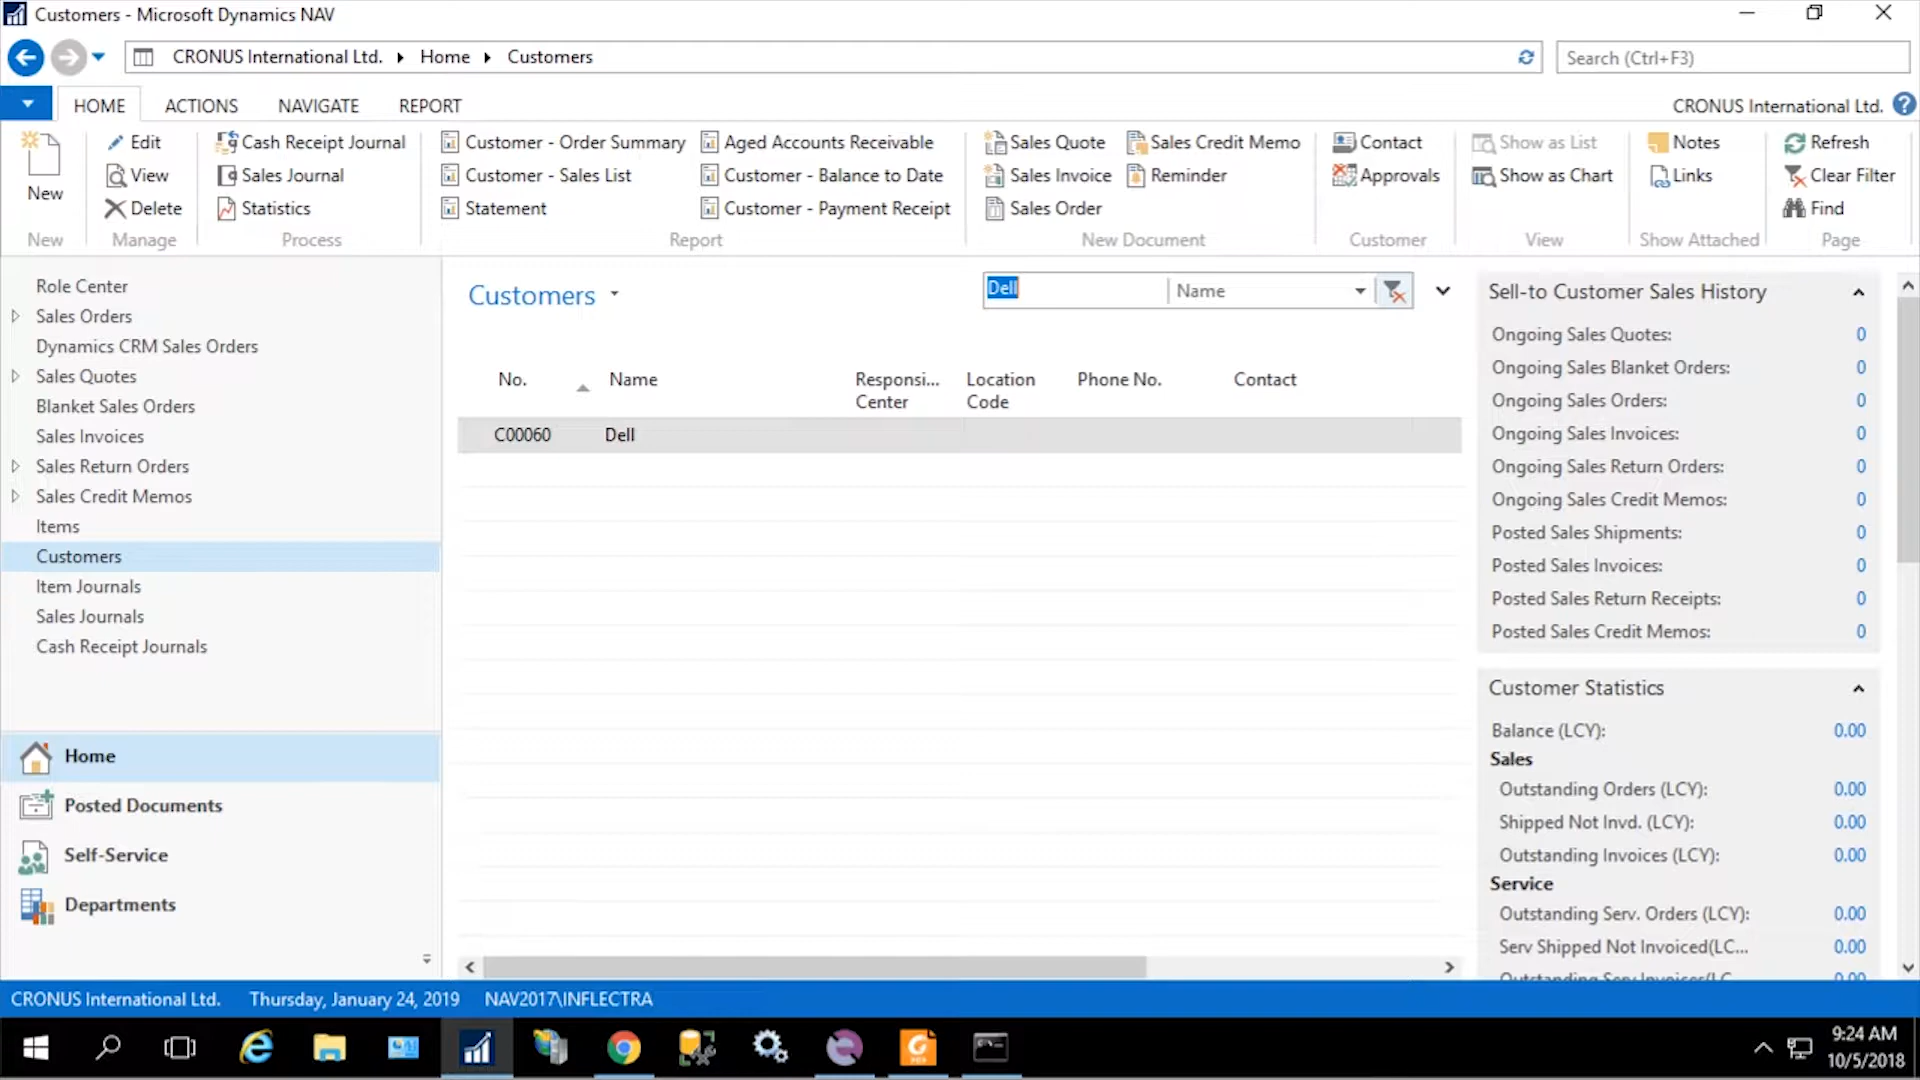 Customers - Microsoft Dynamics NAV
CRONUS International Ltd. Home Customers
Search (Ctrl+F3)
HOME ACTIONS NAVIGATE REPORT
CRONUS International Ltd.
New
New
Edit
View
Delete
Manage
Cash Receipt Journal
Sales Journal
Statistics
Process
Customer - Order Summary
Customer - Sales List
Statement
Aged Accounts Receivable
Customer - Balance to Date
Customer - Payment Receipt
Report
Sales Quote
Sales Invoice
Sales Order
Sales Credit Memo
Reminder
New Document
Contact
Approvals
Customer
Show as List
Show as Chart
View
Notes
Links
Show Attached
Refresh
Clear Filter
Find
Page
Role Center
Sales Orders
Dynamics CRM Sales Orders
Sales Quotes
Blanket Sales Orders
Sales Invoices
Sales Return Orders
Sales Credit Memos
Items
Customers
Item Journals
Sales Journals
Cash Receipt Journals
Home
Posted Documents
Self-Service
Departments
Customers
Dell Name
No. Name Responsi... Center Location Code Phone No. Contact
C00060 Dell
Sell-to Customer Sales History
Ongoing Sales Quotes: 0
Ongoing Sales Blanket Orders: 0
Ongoing Sales Orders: 0
Ongoing Sales Invoices: 0
Ongoing Sales Return Orders: 0
Ongoing Sales Credit Memos: 0
Posted Sales Shipments: 0
Posted Sales Invoices: 0
Posted Sales Return Receipts: 0
Posted Sales Credit Memos: 0
Customer Statistics
Balance (LCY): 0.00
Sales
Outstanding Orders (LCY): 0.00
Shipped Not Invd. (LCY): 0.00
Outstanding Invoices (LCY): 0.00
Service
Outstanding Serv. Orders (LCY): 0.00
Serv Shipped Not Invoiced(LC... 0.00
Outstanding Serv Invoices(LC... 0.00
CRONUS International Ltd. Thursday, January 24, 2019 NAV2017\INFLECTRA
9:24 AM
10/5/2018